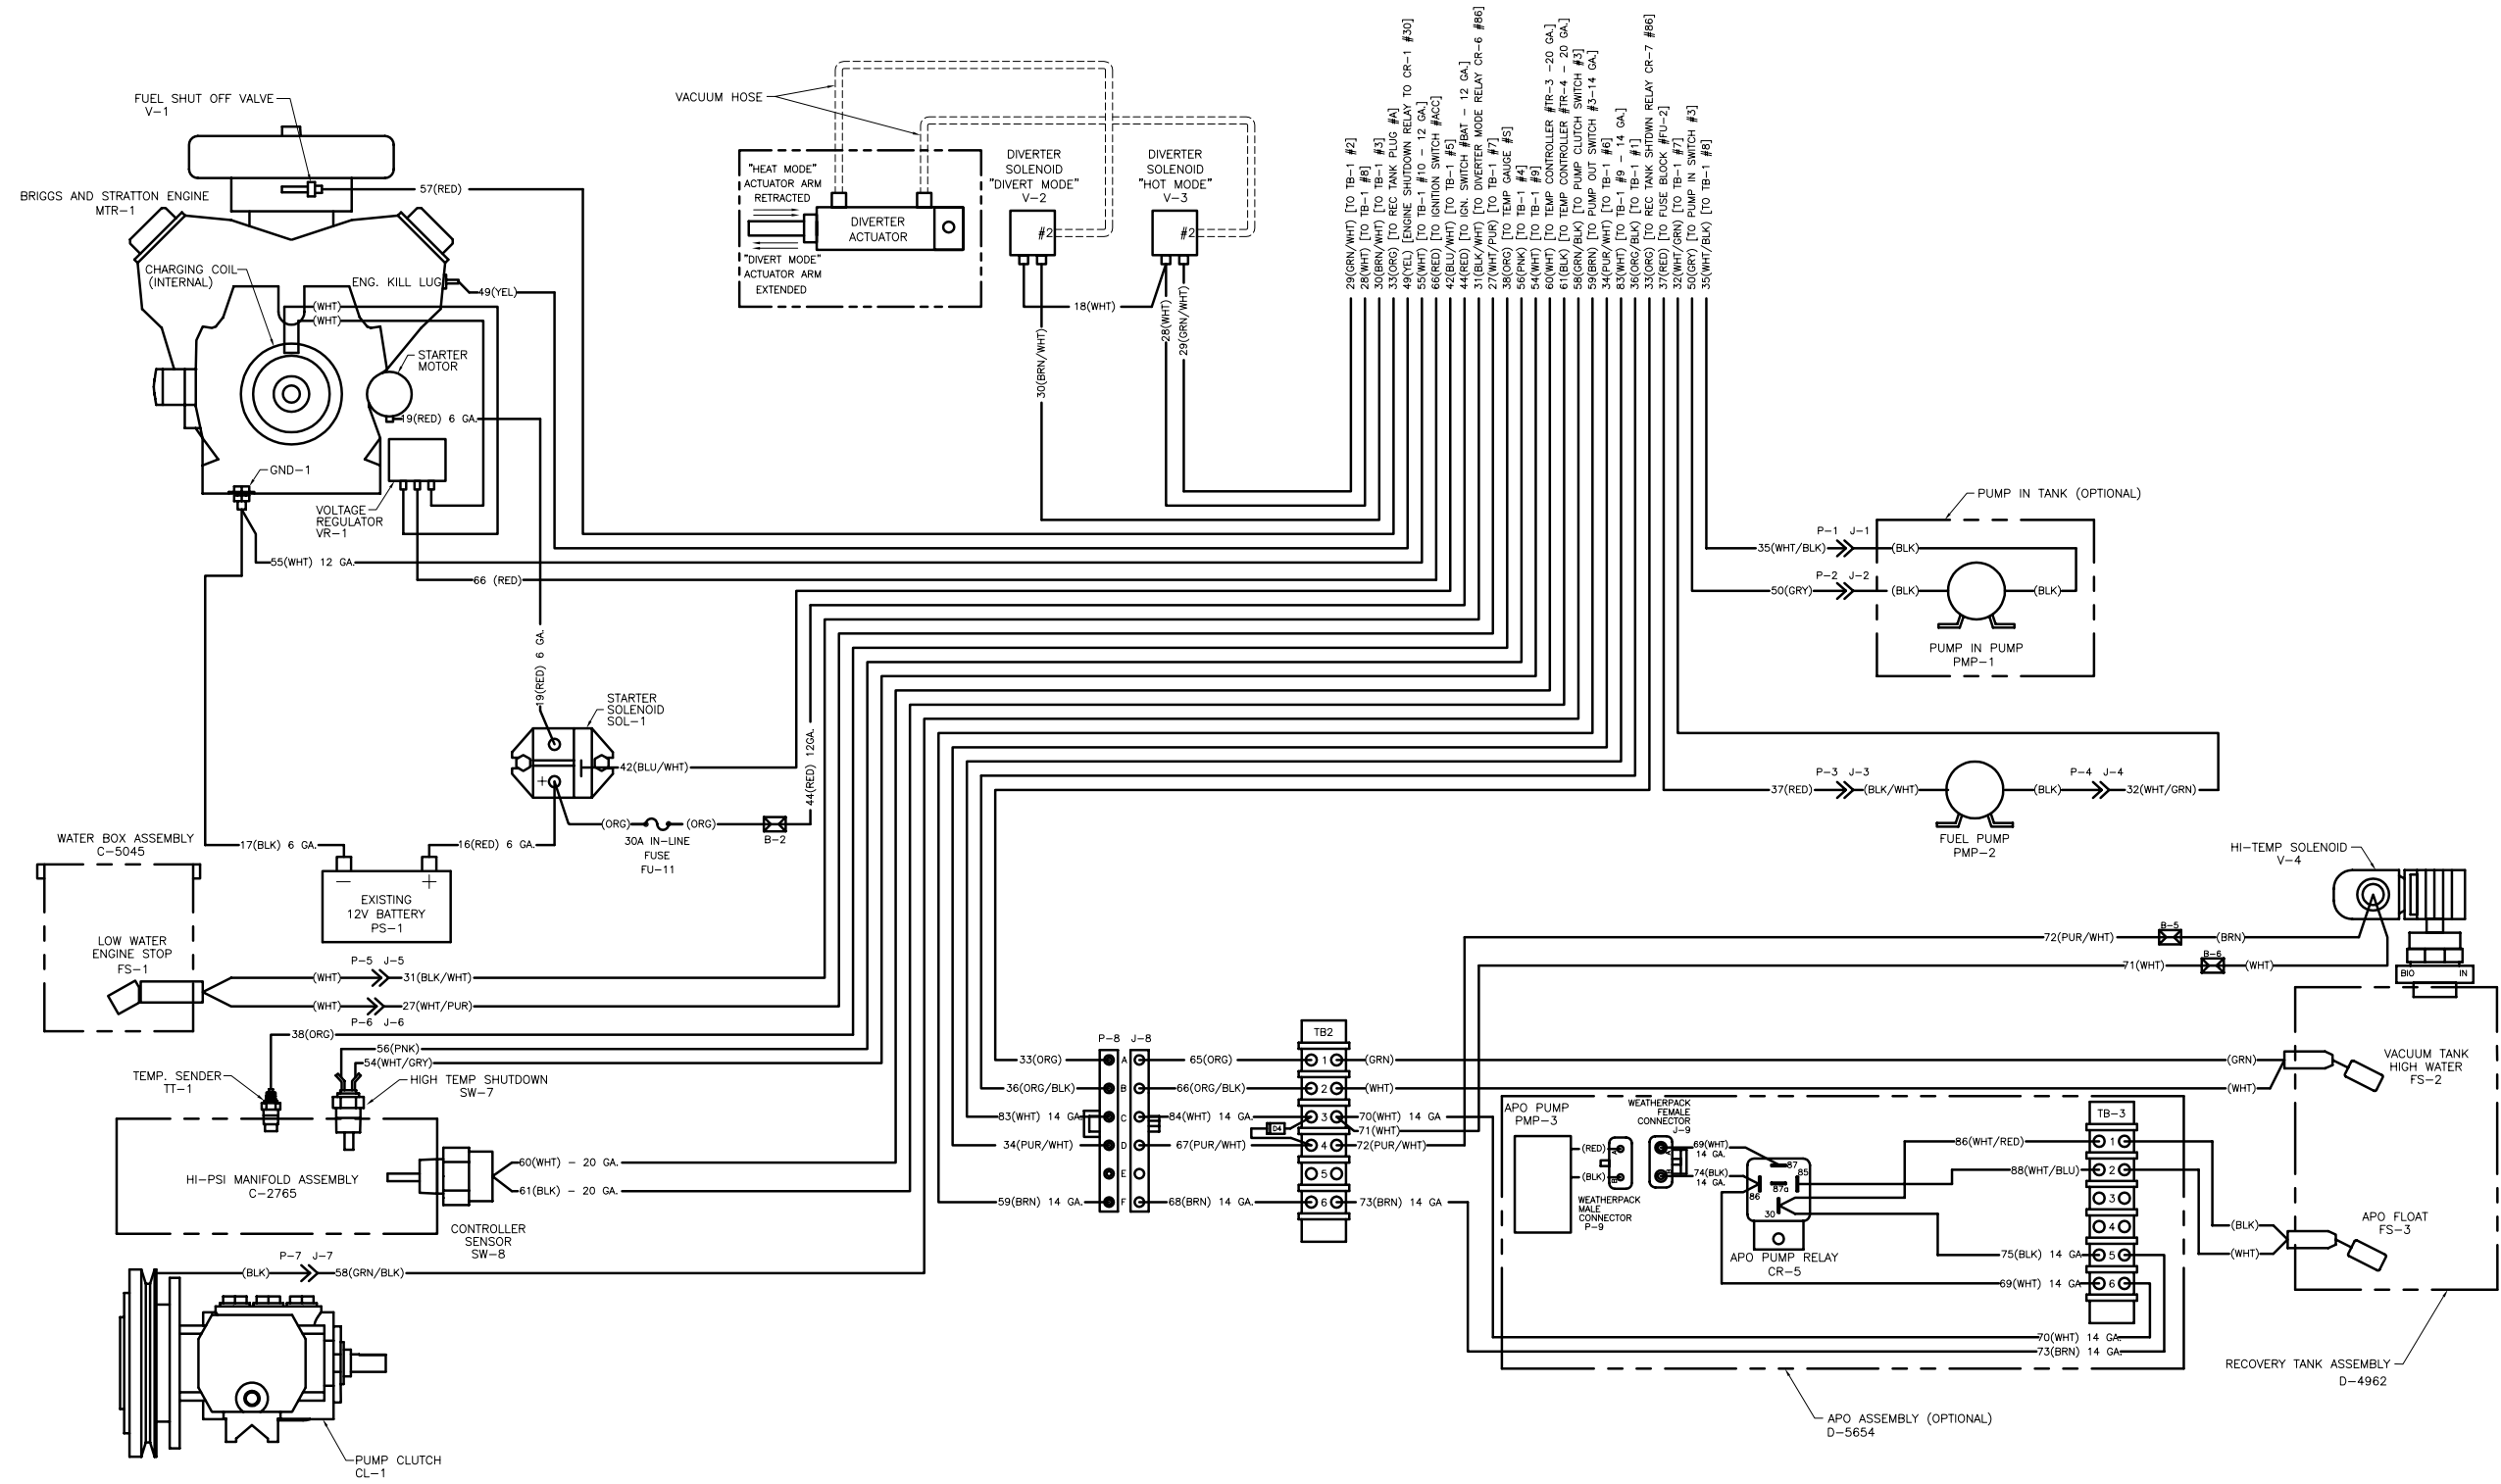 FUEL SHUT OFF VALVE
V-1
BRIGGS AND STRATTON ENGINE
MTR-1
57(RED)
CHARGING COIL
(INTERNAL)
ENG. KILL LUG
49(YEL)
(WHT)
(WHT)
STARTER
MOTOR
19(RED) 6 GA.
GND-1
VOLTAGE
REGULATOR
VR-1
55(WHT) 12 GA.
66 (RED)
VACUUM HOSE
"HEAT MODE"
ACTUATOR ARM
RETRACTED
DIVERTER
ACTUATOR
"DIVERT MODE"
ACTUATOR ARM
EXTENDED
DIVERTER
SOLENOID
"DIVERT MODE"
V-2
#2
DIVERTER
SOLENOID
"HOT MODE"
V-3
#2
18(WHT)
30(BRN/WHT)
28(WHT)
29(GRN/WHT)
29(GRN/WHT) [TO TB-1 #2]
28(WHT) [TO TB-1 #8]
30(BRN/WHT) [TO TB-1 #3]
33(ORG) [TO REC TANK PLUG #A]
49(YEL) [ENGINE SHUTDOWN RELAY TO CR-1 #30]
55(WHT) [TO TB-1 #10 - 12 GA.]
66(RED) [TO IGNITION SWITCH #ACC]
42(BLU/WHT) [TO TB-1 #5]
44(RED) [TO IGN. SWITCH #BAT - 12 GA.]
31(BLK/WHT) [TO DIVERTER MODE RELAY CR-6 #86]
27(WHT/PUR) [TO TB-1 #7]
38(ORG) [TO TEMP GAUGE #S]
56(PNK) [TO TB-1 #4]
54(WHT) [TO TB-1 #9]
60(WHT) [TO TEMP CONTROLLER #TR-3 -20 GA.]
61(BLK) [TO TEMP CONTROLLER #TR-4 - 20 GA.]
58(GRN/BLK) [TO PUMP CLUTCH SWITCH #3]
59(BRN) [TO PUMP OUT SWITCH #3-14 GA.]
34(PUR/WHT) [TO TB-1 #6]
83(WHT) [TO TB-1 #9 - 14 GA.]
36(ORG/BLK) [TO TB-1 #1]
33(ORG) [TO REC TANK SHTDWN RELAY CR-7 #86]
37(RED) [TO FUSE BLOCK #FU-2]
32(WHT/GRN) [TO TB-1 #7]
50(GRY) [TO PUMP IN SWITCH #3]
35(WHT/BLK) [TO TB-1 #8]
PUMP IN TANK (OPTIONAL)
P-1 J-1
35(WHT/BLK)
(BLK)
P-2 J-2
50(GRY)
(BLK)
(BLK)
PUMP IN PUMP
PMP-1
P-3 J-3
37(RED)
(BLK/WHT)
(BLK)
P-4 J-4
32(WHT/GRN)
FUEL PUMP
PMP-2
19(RED) 6 GA.
STARTER
SOLENOID
SOL-1
+
42(BLU/WHT)
44(RED) 12GA.
(ORG)
(ORG)
30A IN-LINE
FUSE
FU-11
B-2
17(BLK) 6 GA.
16(RED) 6 GA.
- +
EXISTING
12V BATTERY
PS-1
WATER BOX ASSEMBLY
C-5045
LOW WATER
ENGINE STOP
FS-1
P-5 J-5
(WHT)
31(BLK/WHT)
(WHT)
27(WHT/PUR)
P-6 J-6
38(ORG)
56(PNK)
54(WHT/GRY)
TEMP. SENDER
TT-1
HIGH TEMP SHUTDOWN
SW-7
HI-PSI MANIFOLD ASSEMBLY
C-2765
60(WHT) - 20 GA.
61(BLK) - 20 GA.
CONTROLLER
SENSOR
SW-8
P-7 J-7
(BLK)
58(GRN/BLK)
PUMP CLUTCH
CL-1
P-8 J-8
33(ORG)
A
65(ORG)
36(ORG/BLK)
B
66(ORG/BLK)
83(WHT) 14 GA.
C
84(WHT) 14 GA.
34(PUR/WHT)
D
67(PUR/WHT)
E
59(BRN) 14 GA.
F
68(BRN) 14 GA.
D4
TB2
1
2
3
4
5
6
(GRN)
(WHT)
70(WHT) 14 GA
71(WHT)
72(PUR/WHT)
73(BRN) 14 GA
HI-TEMP SOLENOID
V-4
72(PUR/WHT)
B-5
(BRN)
71(WHT)
B-6
(WHT)
BIO
IN
(GRN)
(WHT)
VACUUM TANK
HIGH WATER
FS-2
APO FLOAT
FS-3
(BLK)
(WHT)
RECOVERY TANK ASSEMBLY
D-4962
APO PUMP
PMP-3
(RED)
(BLK)
A
B
WEATHERPACK
FEMALE
CONNECTOR
J-9
A
B
WEATHERPACK
MALE
CONNECTOR
P-9
69(WHT)
14 GA.
74(BLK)
14 GA.
87
85
87a
86
30
APO PUMP RELAY
CR-5
TB-3
1
2
3
4
5
6
86(WHT/RED)
88(WHT/BLU)
75(BLK) 14 GA
69(WHT) 14 GA
70(WHT) 14 GA.
73(BRN) 14 GA.
APO ASSEMBLY (OPTIONAL)
D-5654